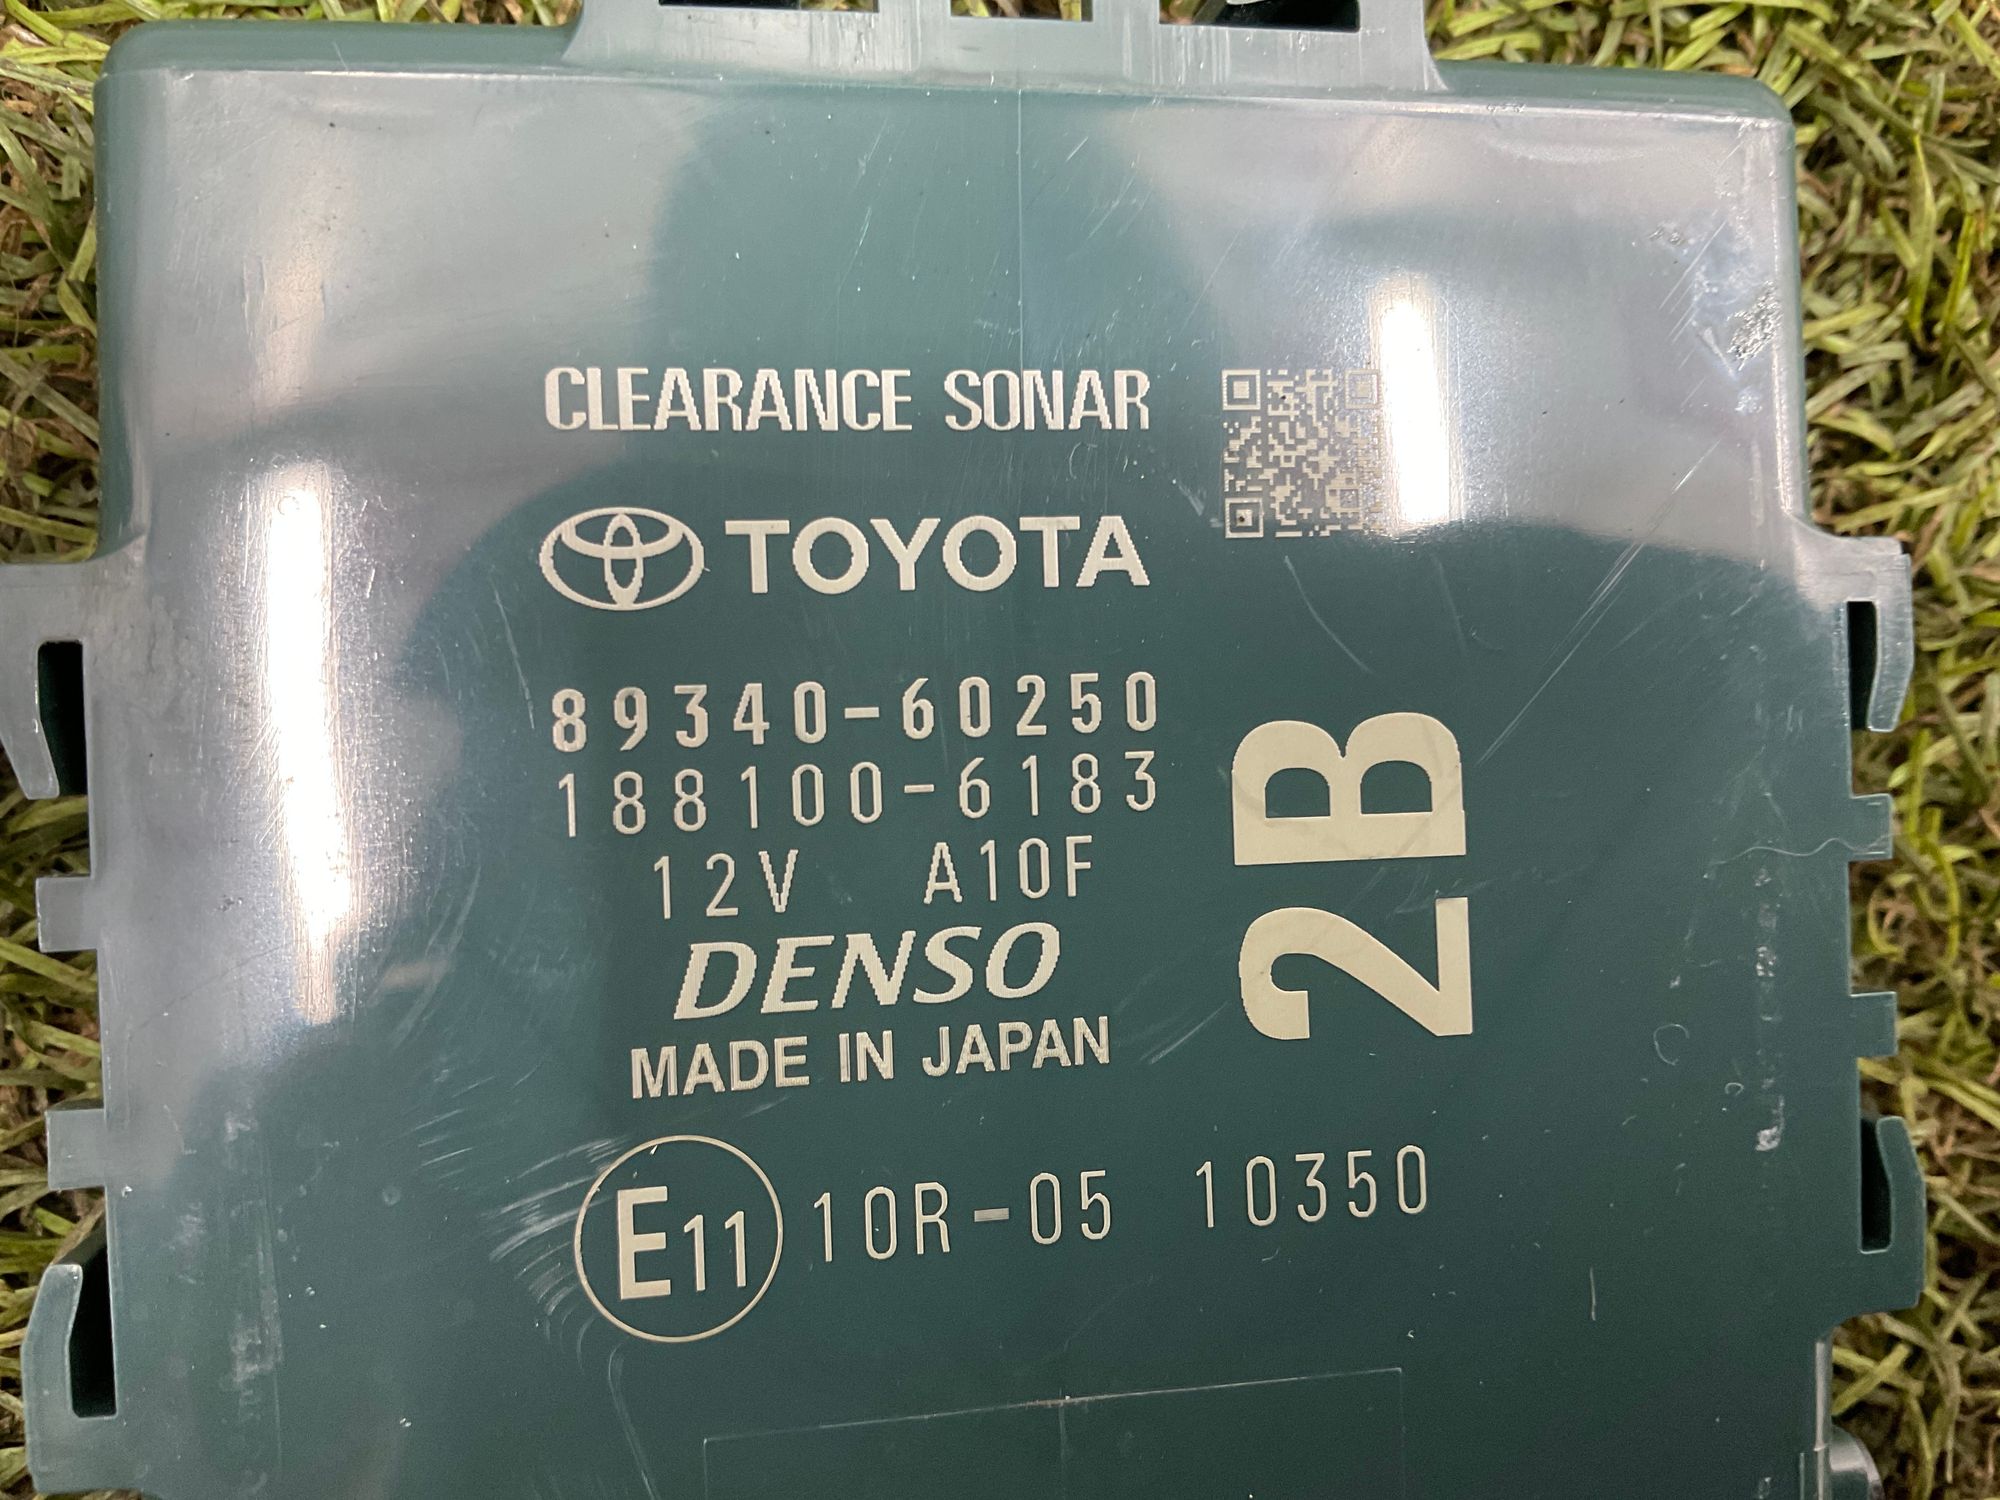 CLEARANCE SONAR
TOYOTA
89340-60250
188100-6183
12V A10F
DENSO
MADE IN JAPAN
2B
E11 10R-05 10350